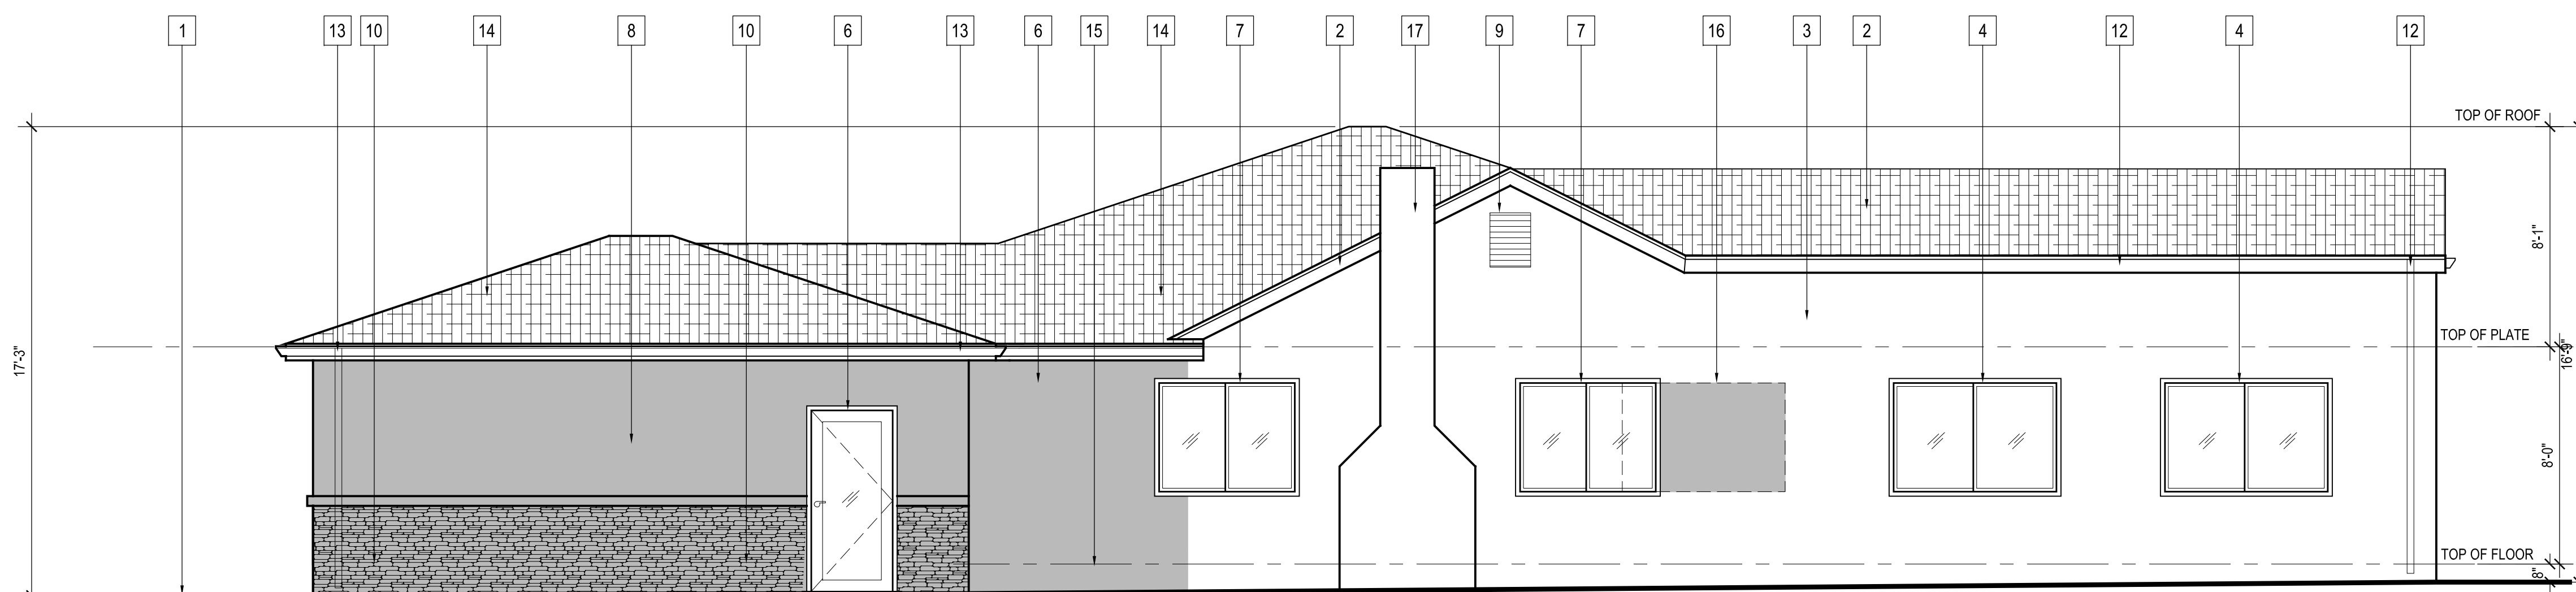 1 13 10 14 8 10 6 13 6 15 14 7 2 17 9 7 16 3 2 4 12 4 12
TOP OF ROOF
8'-1"
17'-3"
TOP OF PLATE
16'-9"
8'-0"
TOP OF FLOOR
8"